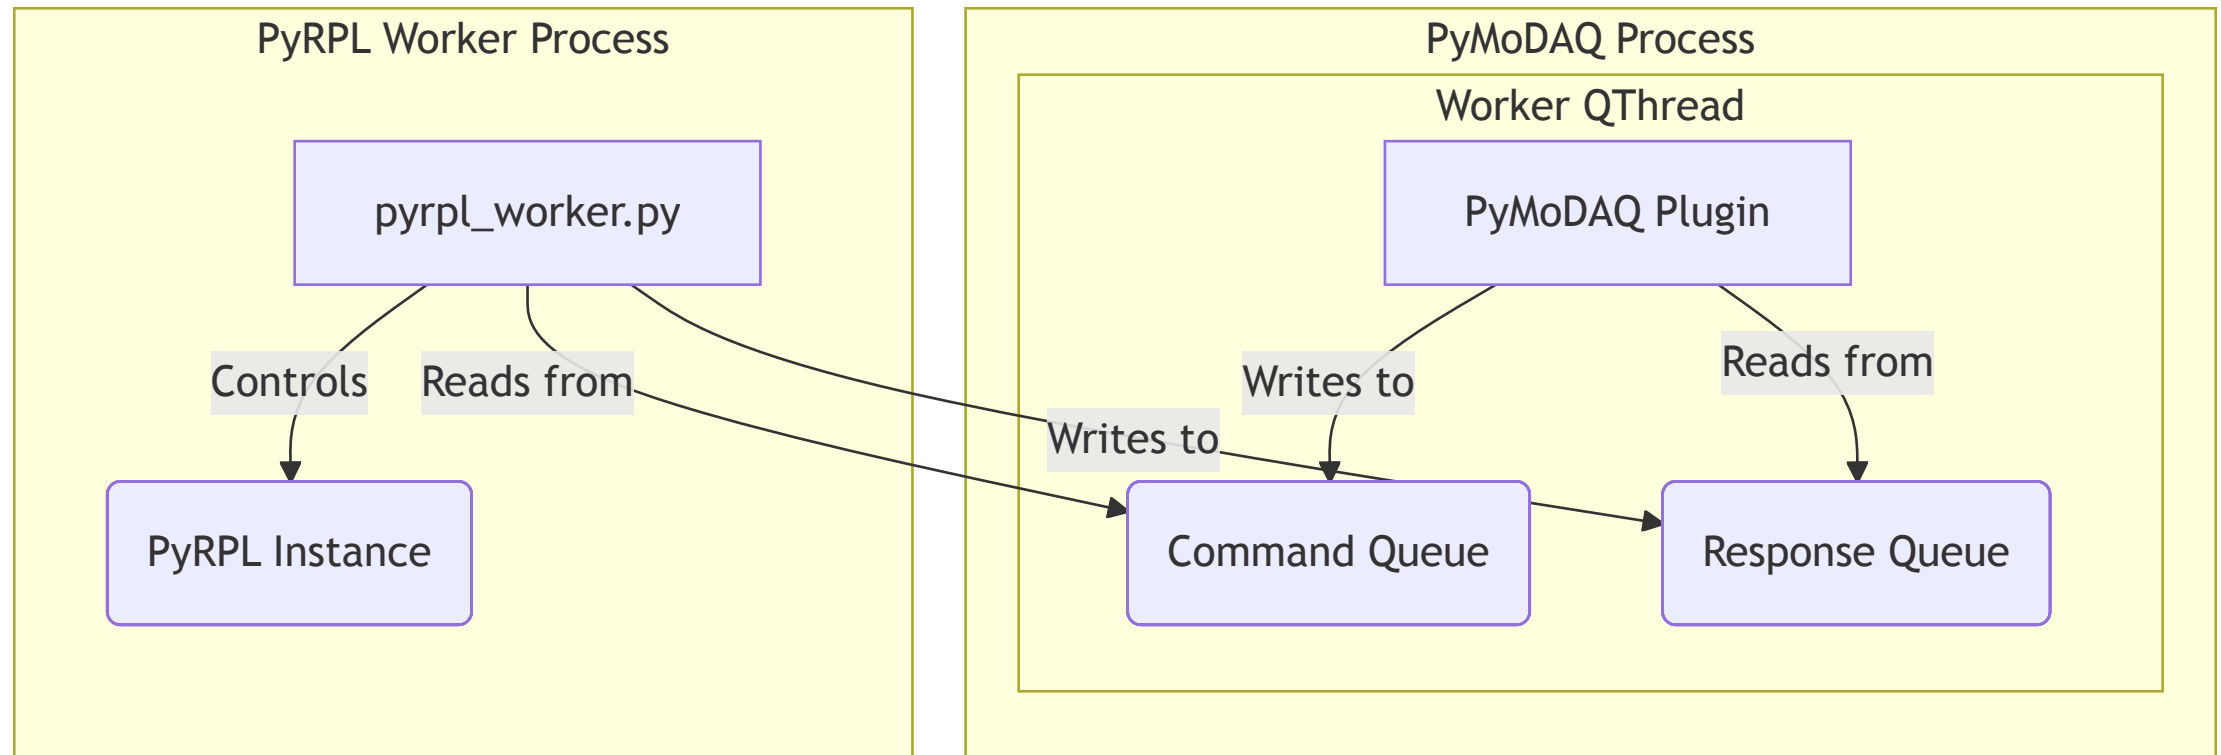 PyRPL Worker Process
PyMoDAQ Process
Worker QThread
pyrpl_worker.py
PyMoDAQ Plugin
Controls
Reads from
Writes to
Writes to
Reads from
PyRPL Instance
Command Queue
Response Queue